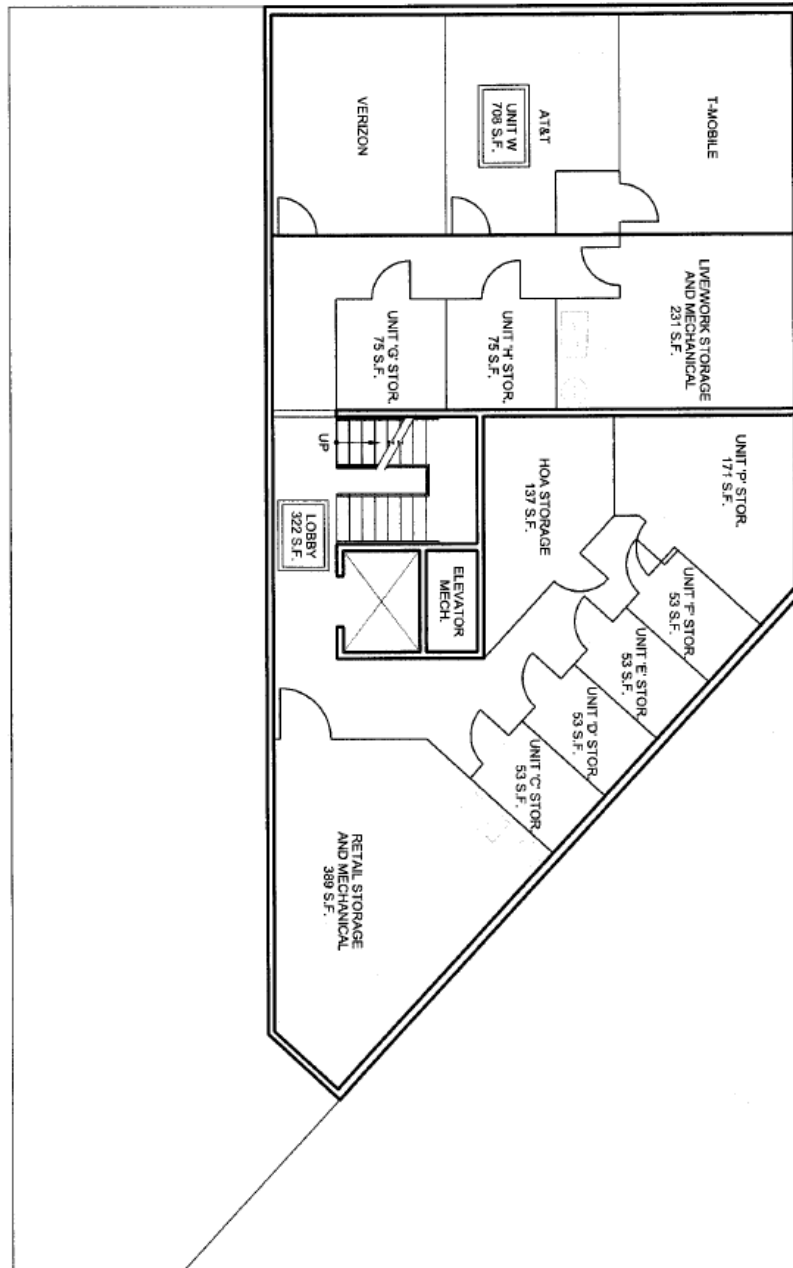 VERIZON
AT&T
UNIT W
708 S.F.
T-MOBILE
LIVE/WORK STORAGE
AND MECHANICAL
231 S.F.
UNIT 'G' STOR.
75 S.F.
UNIT 'H' STOR.
75 S.F.
UP
LOBBY
322 S.F.
ELEVATOR
MECH.
HOA STORAGE
137 S.F.
UNIT 'P' STOR.
171 S.F.
UNIT 'F' STOR.
53 S.F.
UNIT 'E' STOR.
53 S.F.
UNIT 'D' STOR.
53 S.F.
UNIT 'C' STOR.
53 S.F.
RETAIL STORAGE
AND MECHANICAL
389 S.F.